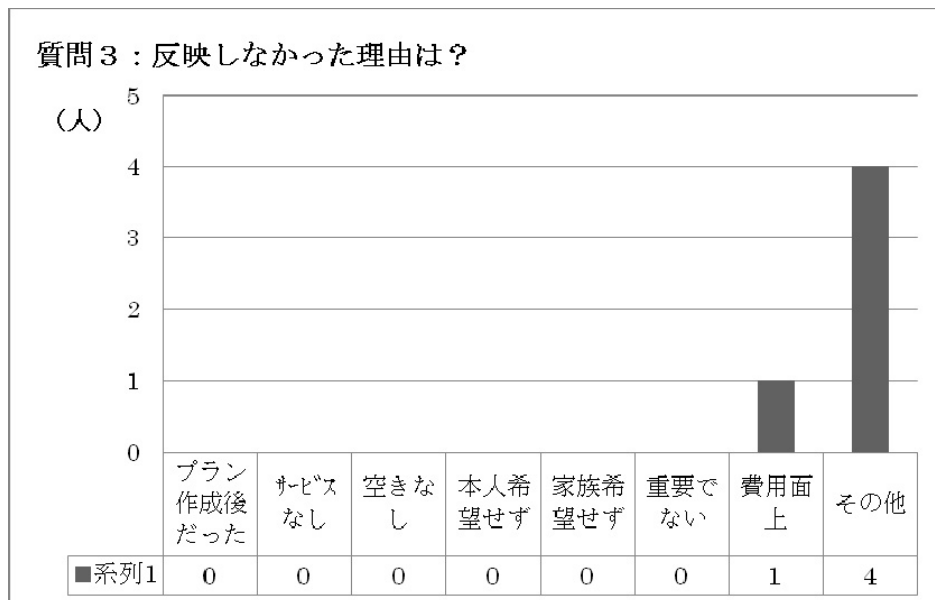 質問３：反映しなかった理由は？
（人）
5
4
3
2
1
0
プラン
作成後
だった
ｻｰﾋﾞｽ
なし
空きな
し
本人希
望せず
家族希
望せず
重要で
ない
費用面
上
その他
■系列1 0 0 0 0 0 0 1 4